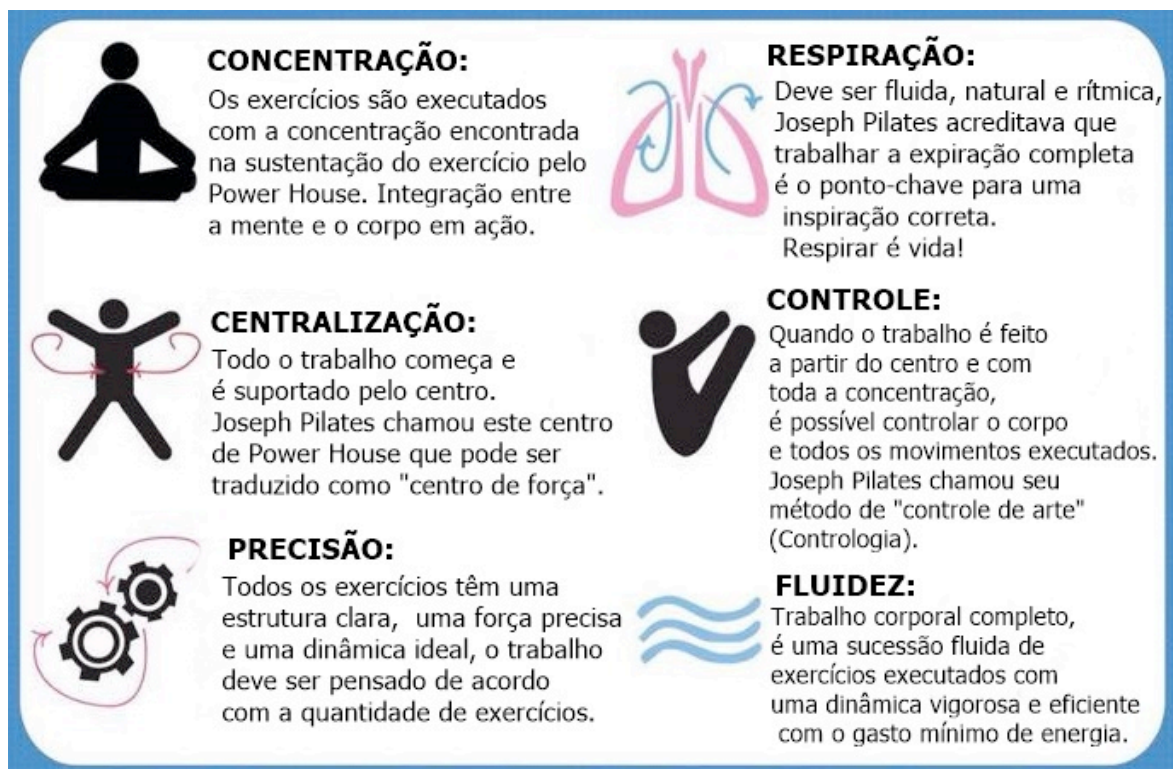 CONCENTRAÇÃO:
Os exercícios são executados
com a concentração encontrada
na sustentação do exercício pelo
Power House. Integração entre
a mente e o corpo em ação.
RESPIRAÇÃO:
Deve ser fluida, natural e rítmica,
Joseph Pilates acreditava que
trabalhar a expiração completa
é o ponto-chave para uma
inspiração correta.
Respirar é vida!
CENTRALIZAÇÃO:
Todo o trabalho começa e
é suportado pelo centro.
Joseph Pilates chamou este centro
de Power House que pode ser
traduzido como "centro de força".
CONTROLE:
Quando o trabalho é feito
a partir do centro e com
toda a concentração,
é possível controlar o corpo
e todos os movimentos executados.
Joseph Pilates chamou seu
método de "controle de arte"
(Contrologia).
PRECISÃO:
Todos os exercícios têm uma
estrutura clara, uma força precisa
e uma dinâmica ideal, o trabalho
deve ser pensado de acordo
com a quantidade de exercícios.
FLUIDEZ:
Trabalho corporal completo,
é uma sucessão fluida de
exercícios executados com
uma dinâmica vigorosa e eficiente
com o gasto mínimo de energia.